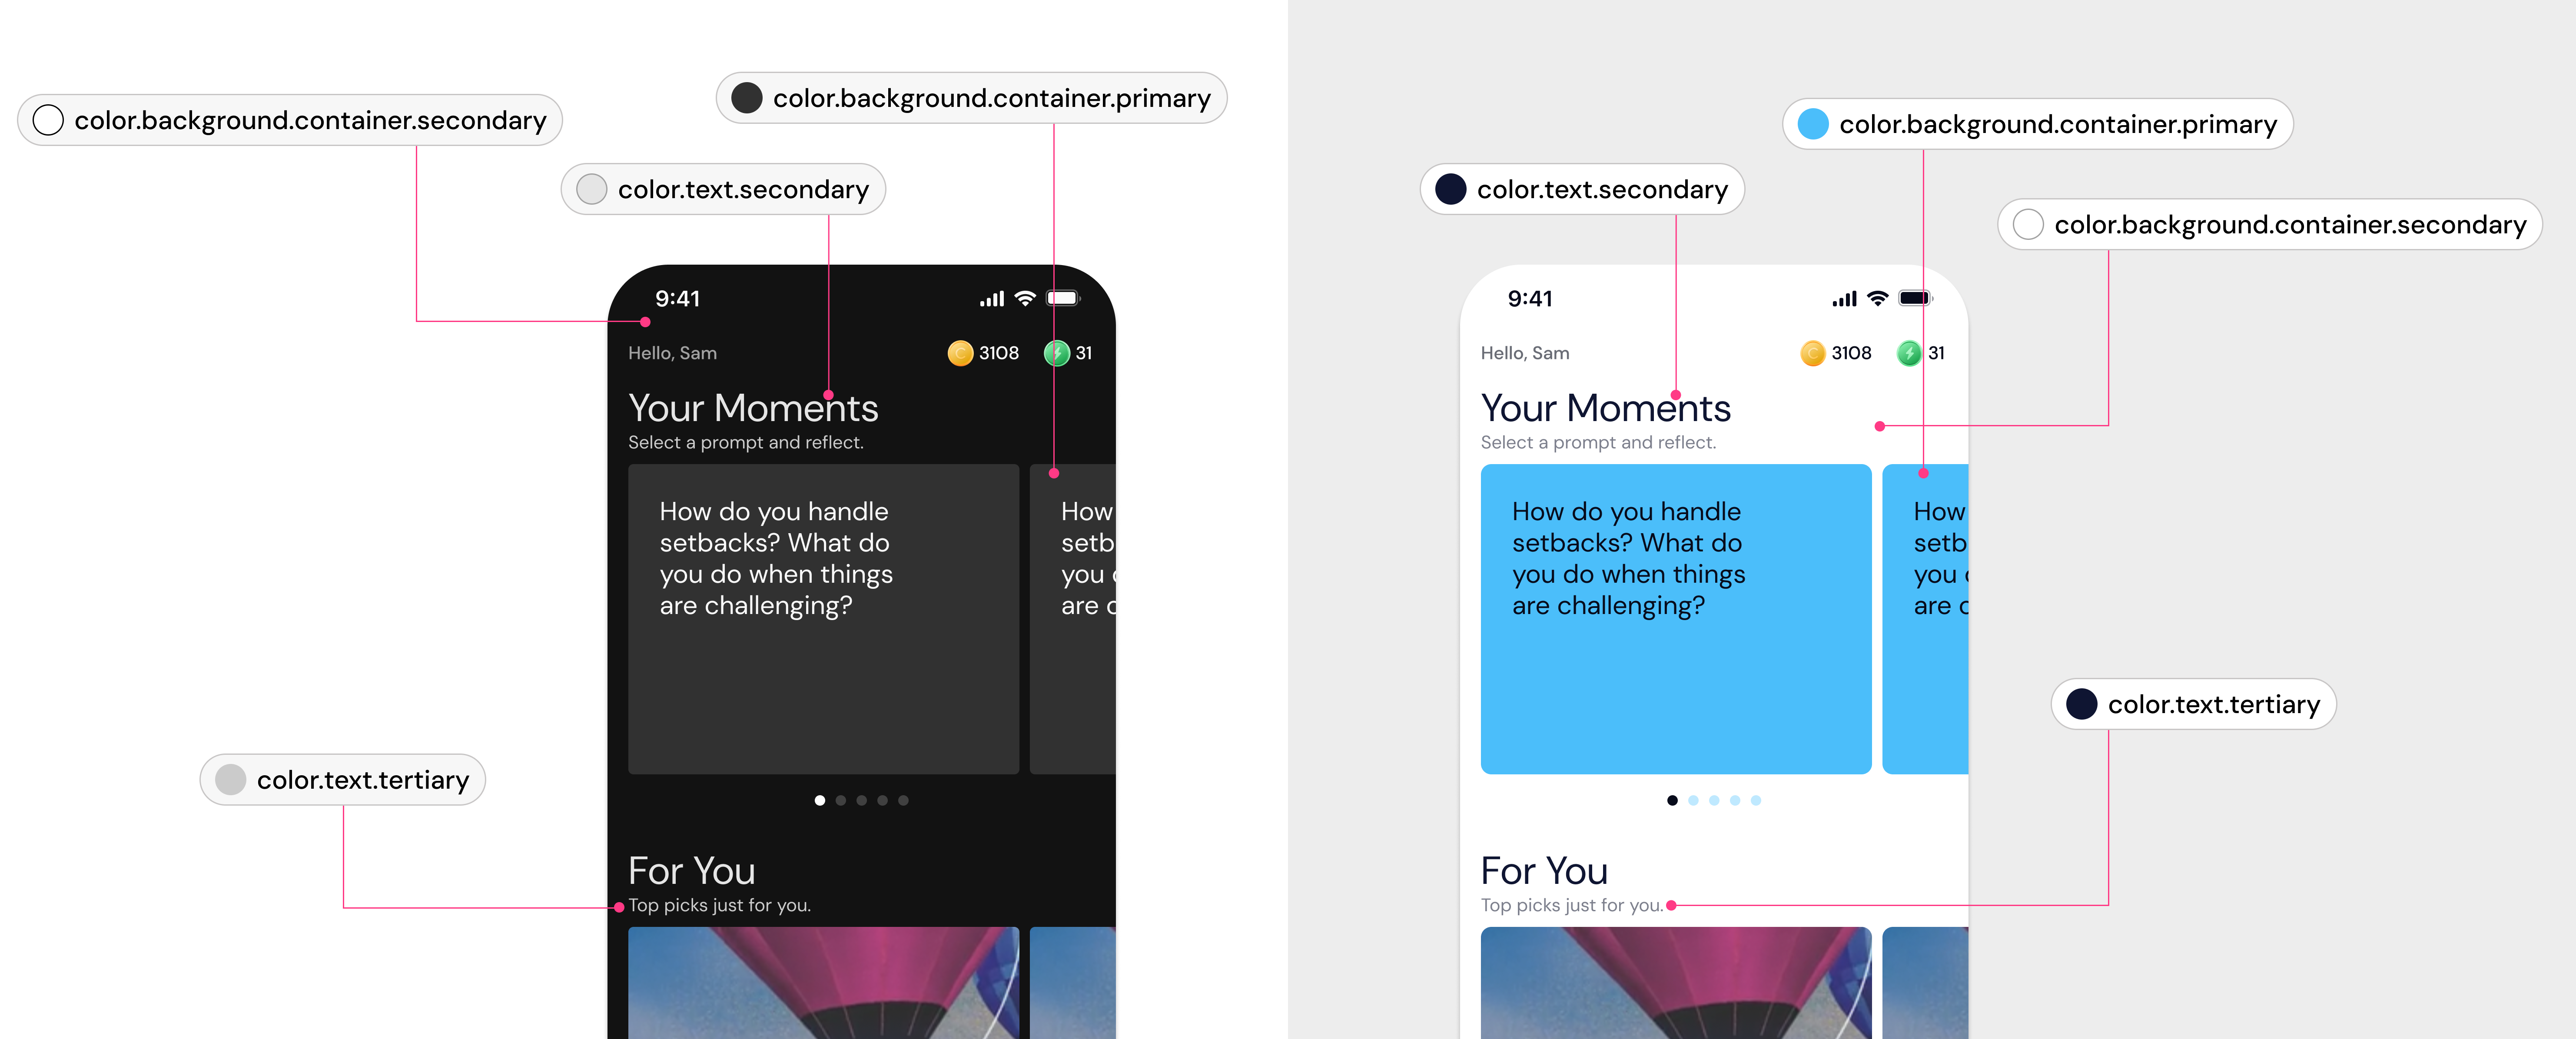 color.background.container.secondary
color.background.container.primary
color.text.secondary
9:41
Hello, Sam
3108
31
Your Moments
Select a prompt and reflect.
How do you handle
setbacks? What do
you do when things
are challenging?
How
setb
you
are c
color.text.tertiary
For You
Top picks just for you.
color.background.container.primary
color.text.secondary
color.background.container.secondary
9:41
Hello, Sam
3108
31
Your Moments
Select a prompt and reflect.
How do you handle
setbacks? What do
you do when things
are challenging?
How
setb
you
are c
color.text.tertiary
For You
Top picks just for you.